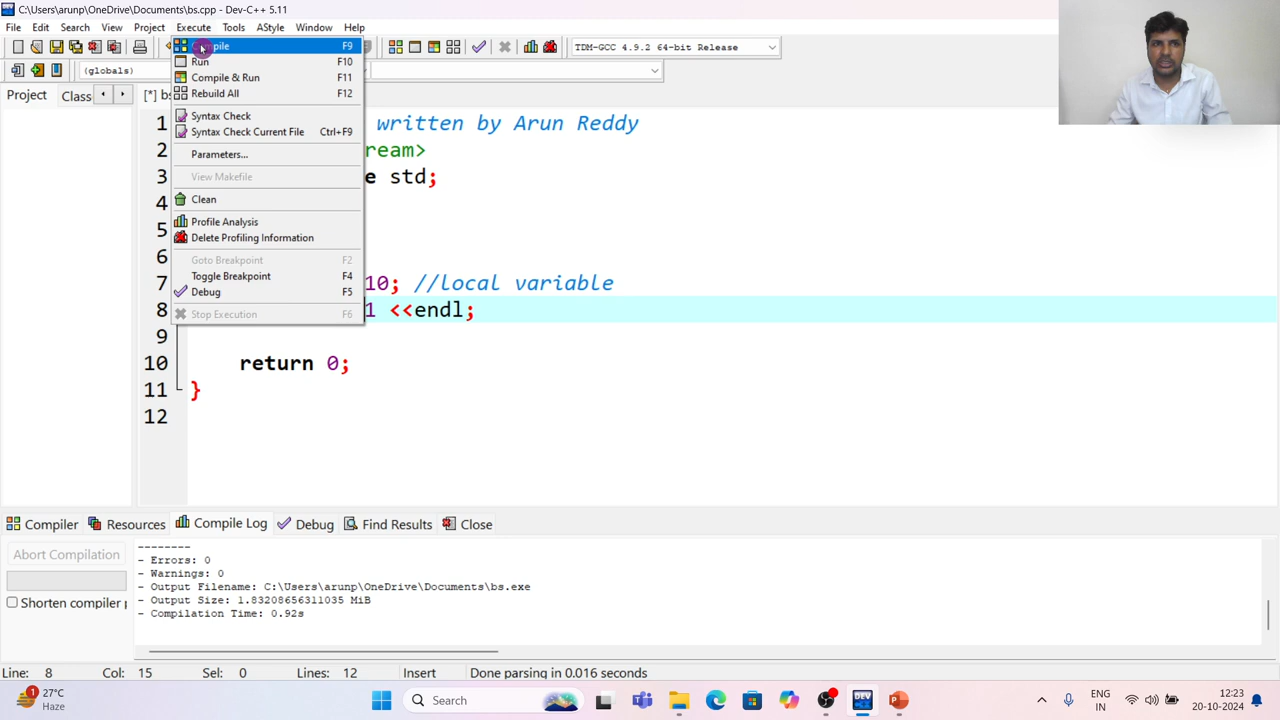 C:\Users\arunp\OneDrive\Documents\bs.cpp - Dev-C++ 5.11
File Edit Search View Project Execute Tools AStyle Window Help
TDM-GCC 4.9.2 64-bit Release
(globals)
Project Class
[*]
F9
Run F10
Compile & Run F11
Rebuild All F12
Syntax Check
Syntax Check Current File Ctrl+F9
Parameters...
View Makefile
Clean
Profile Analysis
Delete Profiling Information
Goto Breakpoint F2
Toggle Breakpoint F4
Debug F5
Stop Execution F6
1 written by Arun Reddy
2 ream>
3 e std;
4
5
6
7 10; //local variable
8 1 <<endl;
9
10 return 0;
11 }
12
Compiler Resources Compile Log Debug Find Results Close
Abort Compilation
Shorten compiler
--------
- Errors: 0
- Warnings: 0
- Output Filename: C:\Users\arunp\OneDrive\Documents\bs.exe
- Output Size: 1.83208656311035 MiB
- Compilation Time: 0.92s
Line: 8 Col: 15 Sel: 0 Lines: 12 Insert Done parsing in 0.016 seconds
1
27°C
Haze
Search
DEV
ENG
IN
12:23
20-10-2024